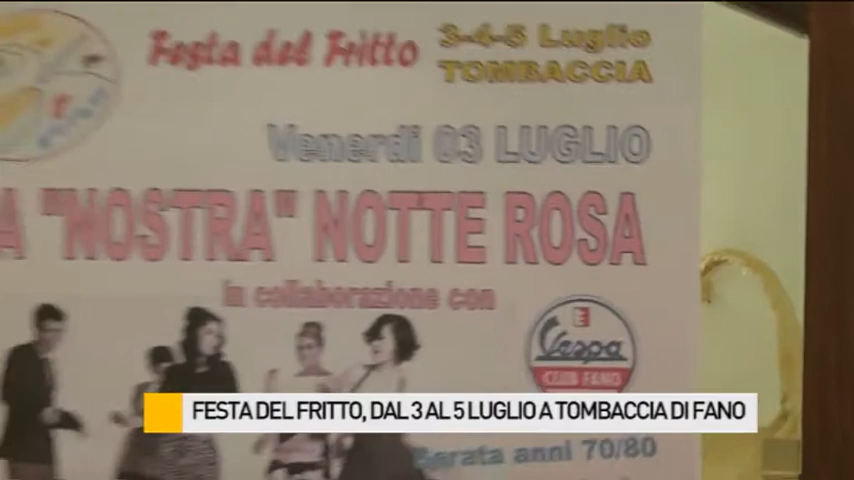 Festa del Fritto
3-4-5 Luglio
TOMBACCIA
Venerdi 03 LUGLIO
A "NOSTRA" NOTTE ROSA
in collaborazione con
Vespa
CLUB FANO
FESTA DEL FRITTO, DAL 3 AL 5 LUGLIO A TOMBACCIA DI FANO
Serata anni 70/80